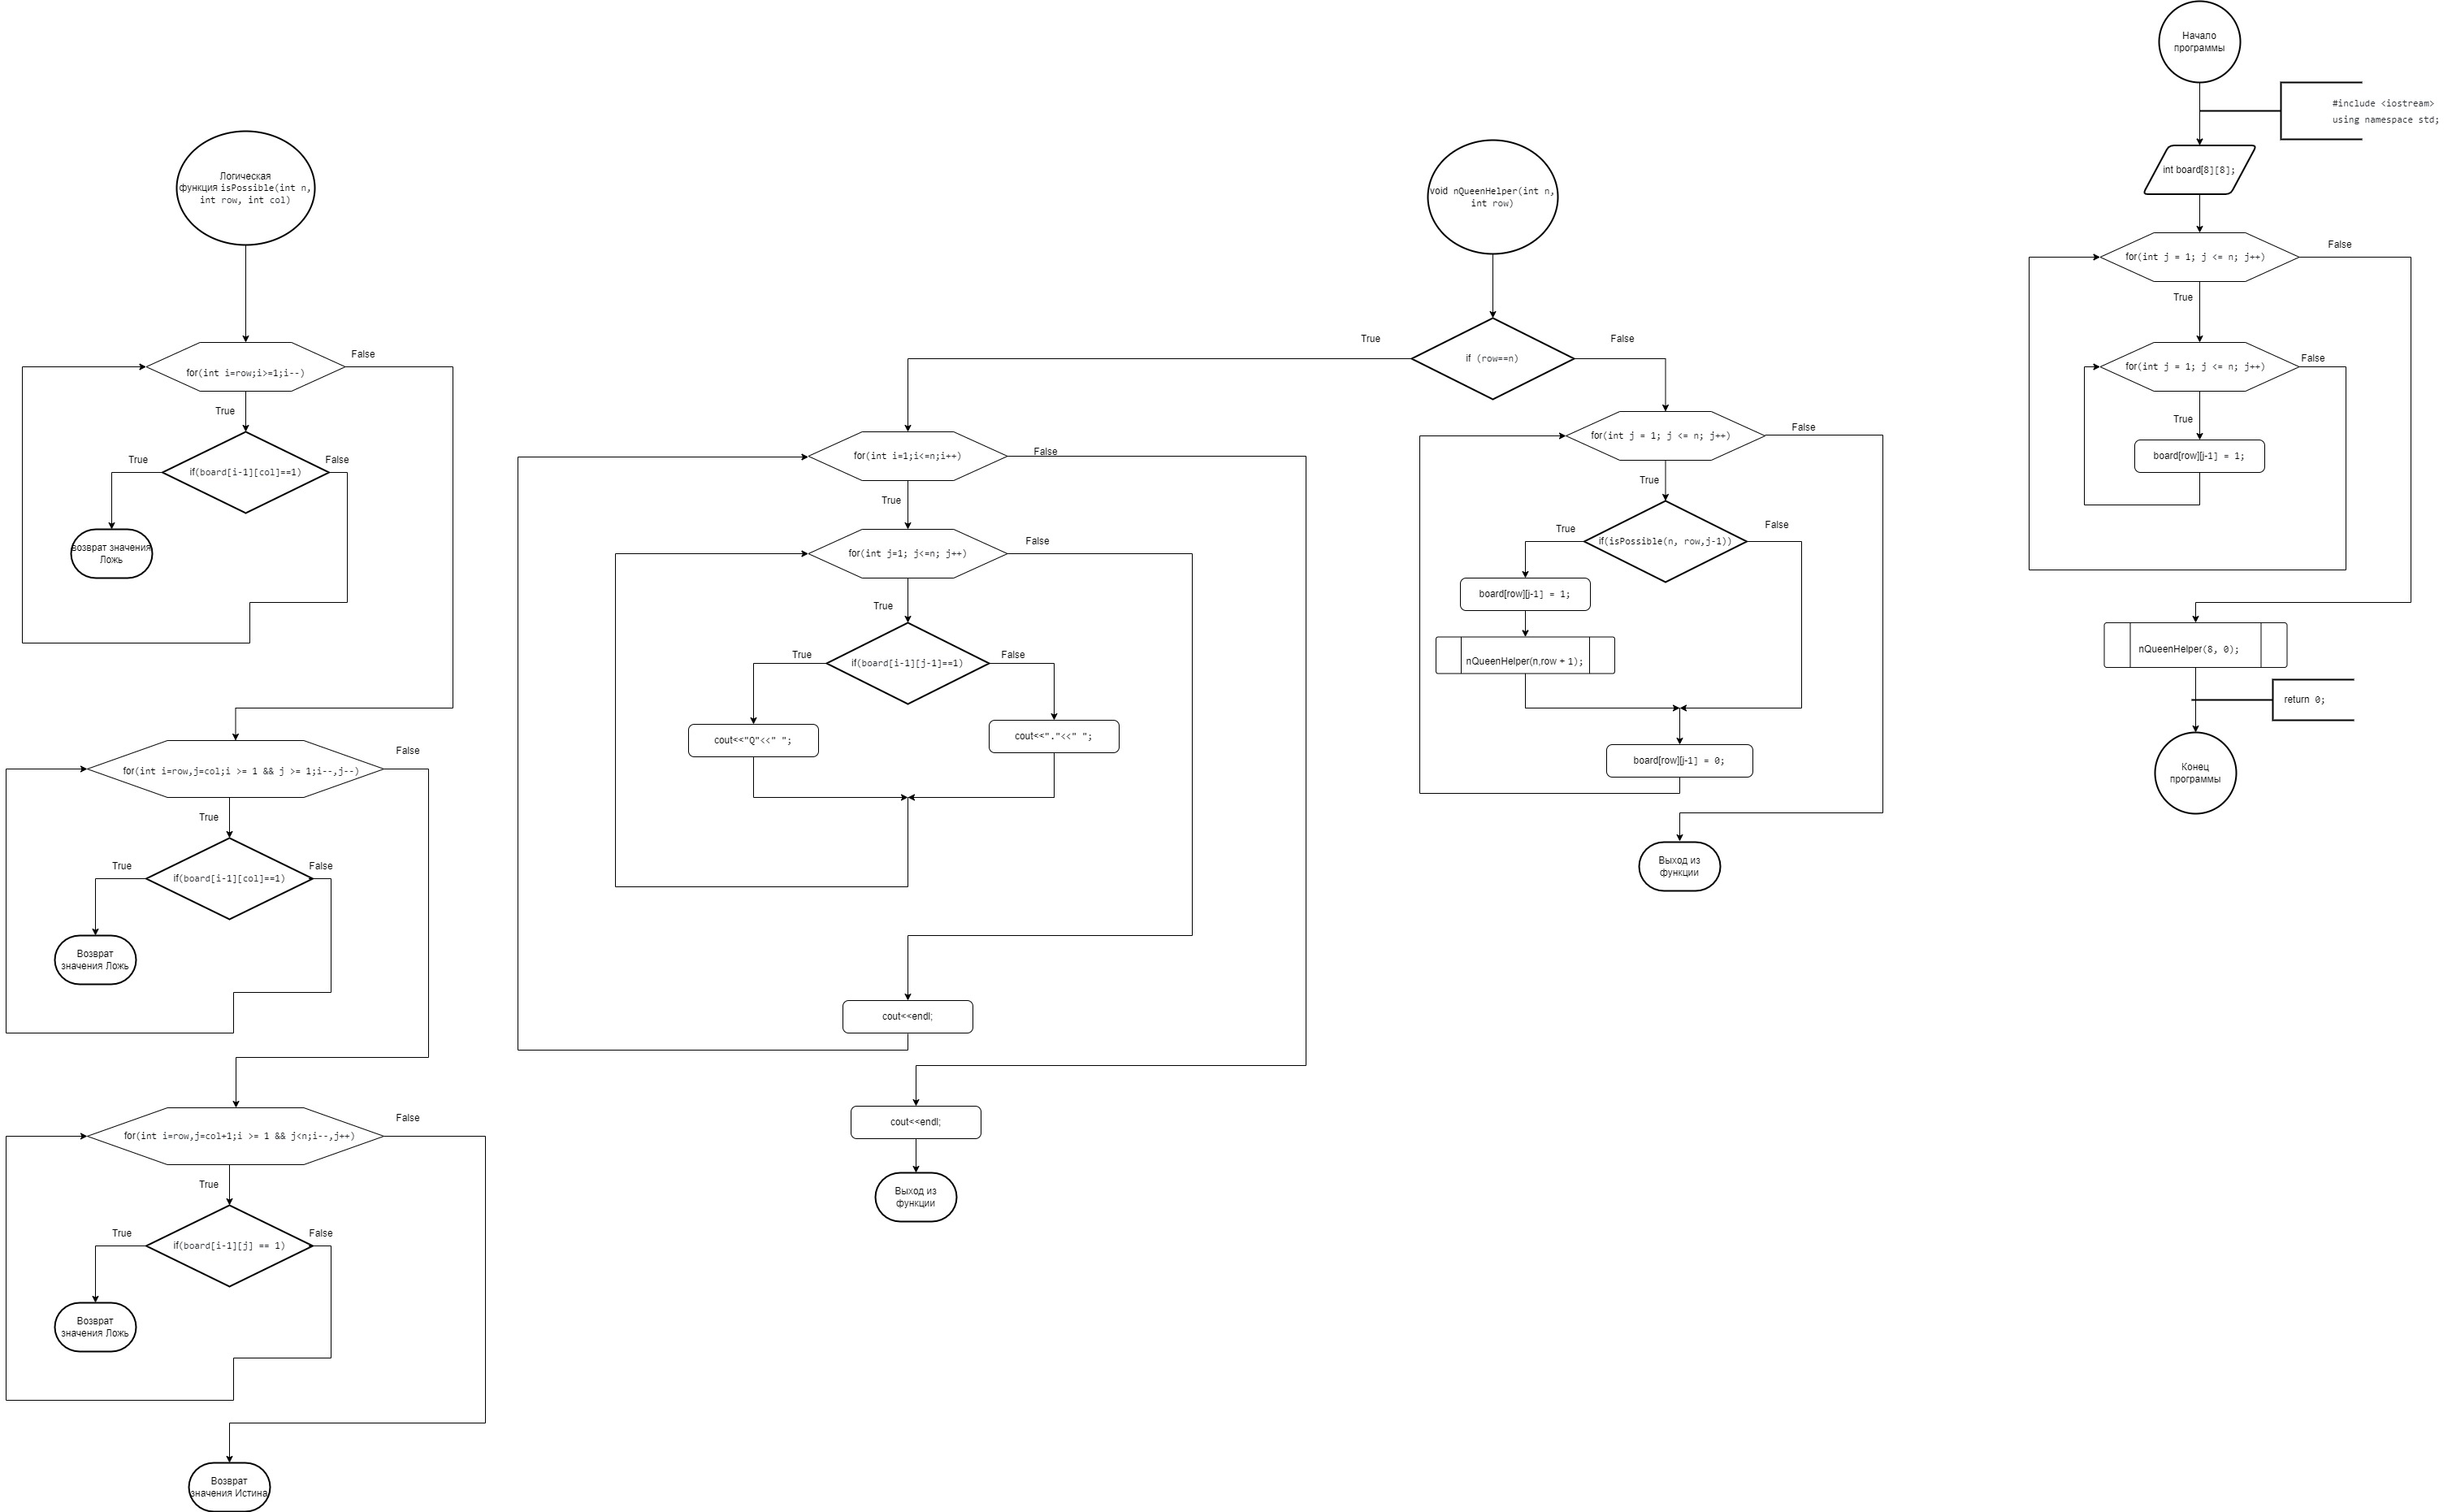 Логическая
функция isPossible(int n,
int row, int col)
for(int i=row;i>=1;i--)
False
True
if(board[i-1][col]==1)
True
False
возврат значения
Ложь
for(int i=row,j=col;i >= 1 && j >= 1;i--,j--)
False
True
if(board[i-1][col]==1)
True
False
Возврат
значения Ложь
for(int i=row,j=col+1;i >= 1 && j<n;i--,j++)
False
True
if(board[i-1][j] == 1)
True
False
Возврат
значения Ложь
Возврат
значения Истина
void nQueenHelper(int n,
int row)
if (row==n)
True
False
for(int i=1;i<=n;i++)
False
True
for(int j=1; j<=n; j++)
False
True
if(board[i-1][j-1]==1)
True
False
cout<<"Q"<<" ";
cout<<"."<<" ";
cout<<endl;
cout<<endl;
Выход из
функции
for(int j = 1; j <= n; j++)
False
True
if(isPossible(n, row,j-1))
True
False
board[row][j-1] = 1;
nQueenHelper(n,row + 1);
board[row][j-1] = 0;
Выход из
функции
Начало
программы
#include <iostream>
using namespace std;
int board[8][8];
for(int j = 1; j <= n; j++)
False
True
for(int j = 1; j <= n; j++)
False
True
board[row][j-1] = 1;
nQueenHelper(8, 0);
return 0;
Конец
программы